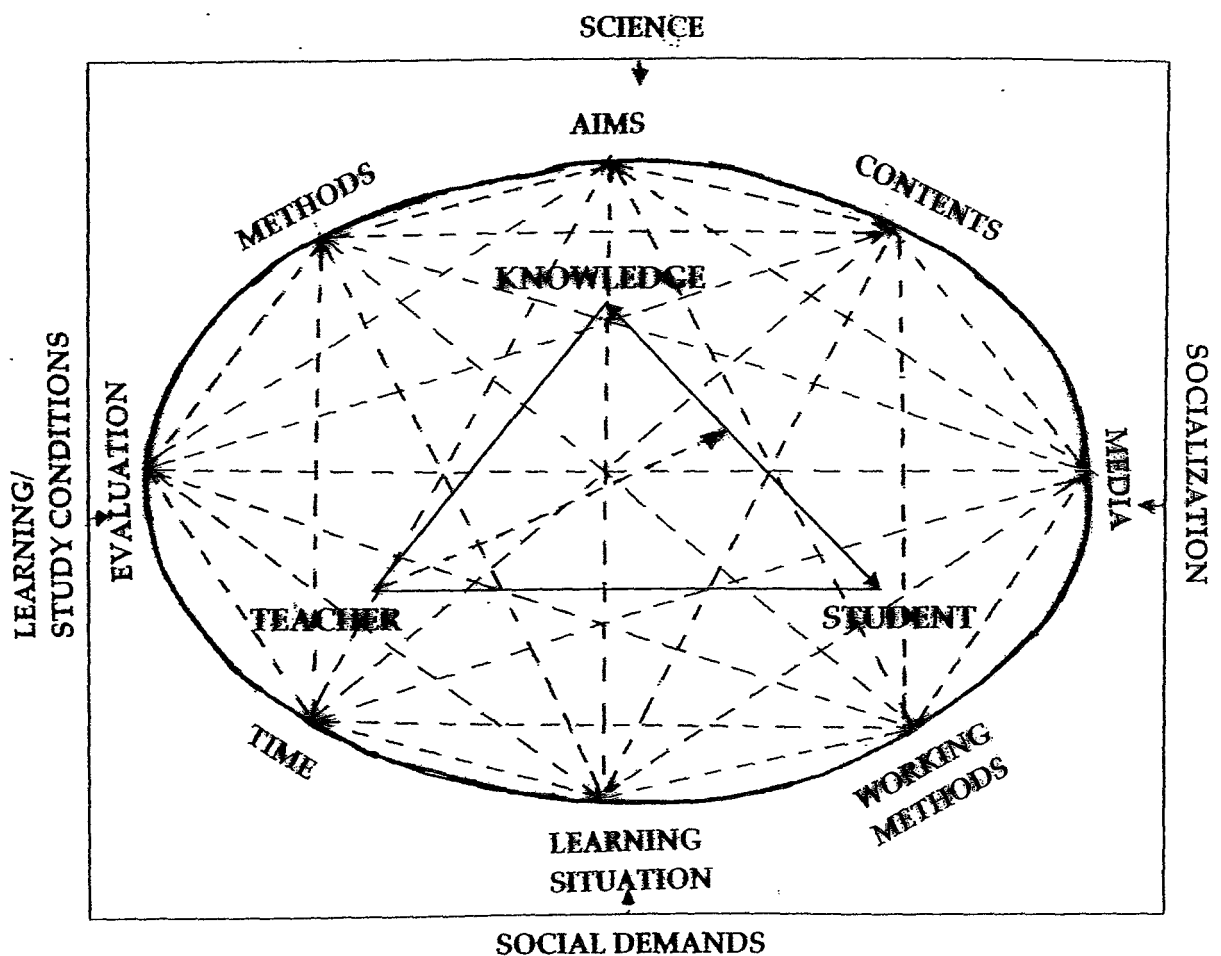 SCIENCE
AIMS
METHODS
CONTENTS
KNOWLEDGE
LEARNING/
STUDY CONDITIONS
EVALUATION
MEDIA
SOCIALIZATION
TEACHER
STUDENT
TIME
WORKING
METHODS
LEARNING
SITUATION
SOCIAL DEMANDS